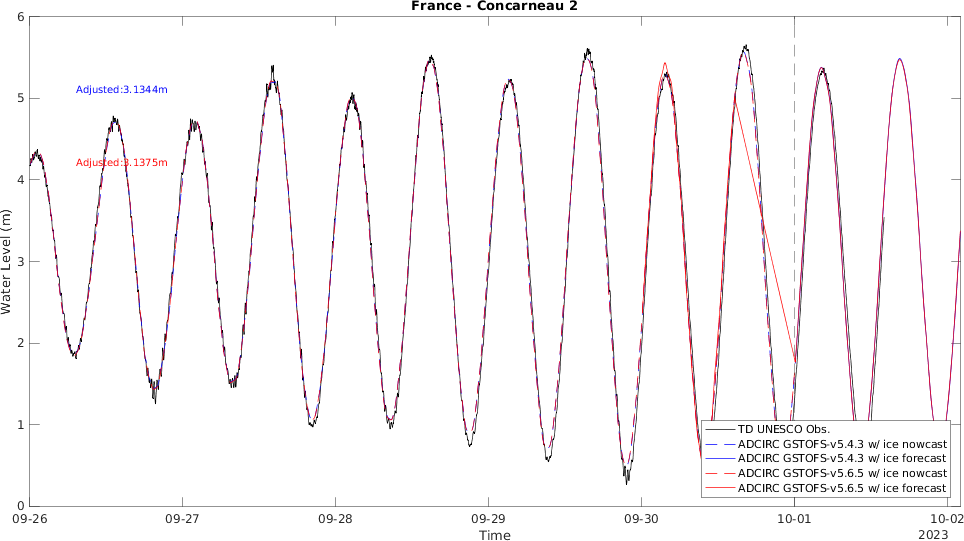 France - Concarneau 2
6
5
4
3
2
1
0
Water Level (m)
Adjusted:3.1344m
Adjusted:3.1375m
TD UNESCO Obs.
ADCIRC GSTOFS-v5.4.3 w/ ice nowcast
ADCIRC GSTOFS-v5.4.3 w/ ice forecast
ADCIRC GSTOFS-v5.6.5 w/ ice nowcast
ADCIRC GSTOFS-v5.6.5 w/ ice forecast
09-26 09-27 09-28 09-29 09-30 10-01 10-02
Time
2023